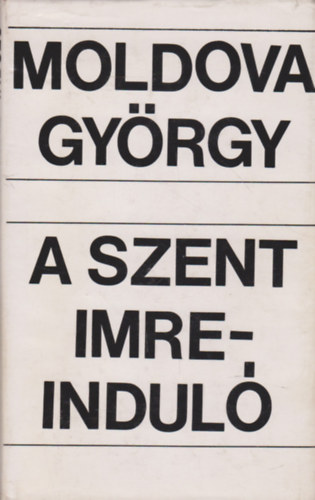 MOLDOVA
GYÖRGY
A SZENT
IMRE-
INDULÓ